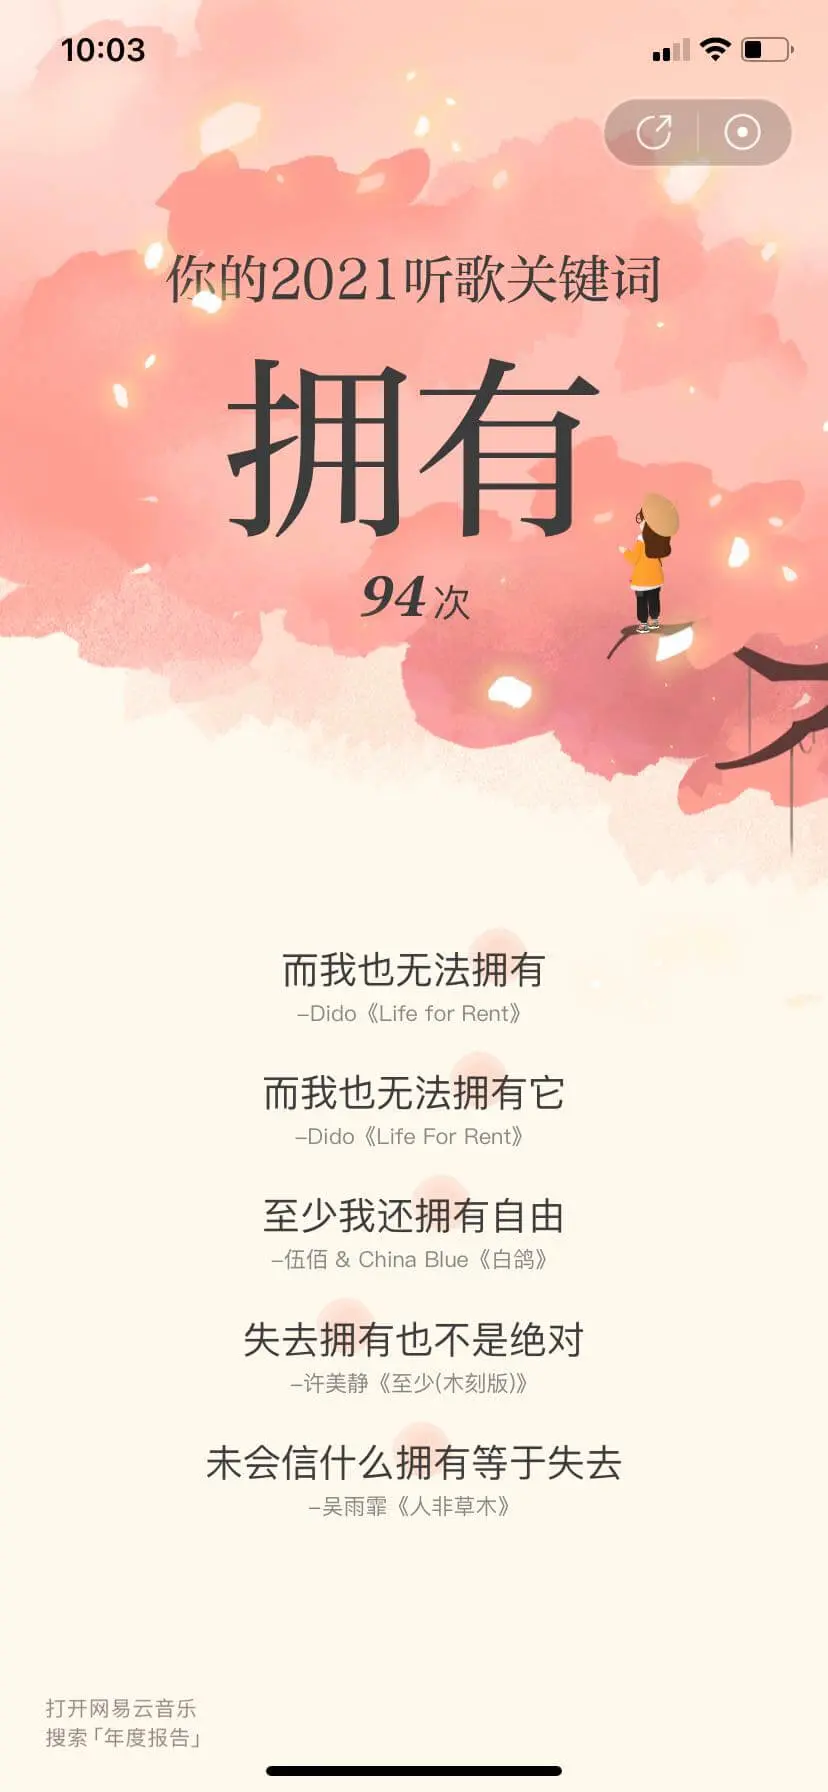 10:03
你的2021听歌关键词
拥有
94次
而我也无法拥有
–Dido《Life for Rent》
而我也无法拥有它
–Dido《Life For Rent》
至少我还拥有自由
–伍佰 & China Blue《白鸽》
失去拥有也不是绝对
–许美静《至少(木刻版)》
未会信什么拥有等于失去
–吴雨霏《人非草木》
打开网易云音乐
搜索「年度报告」